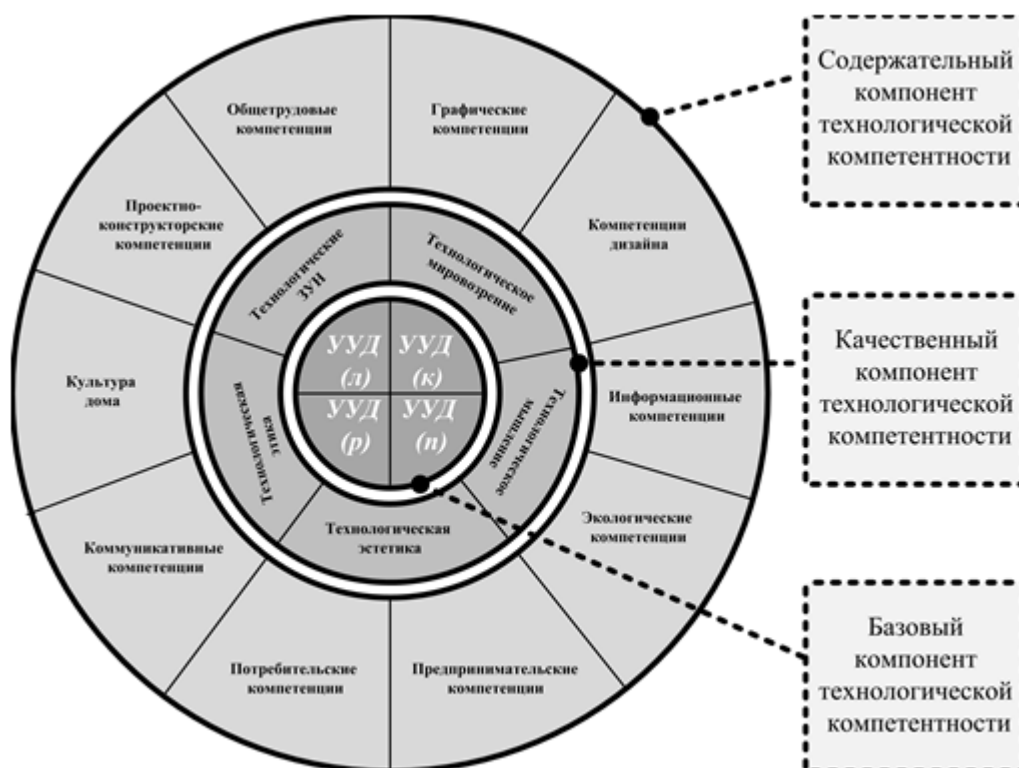 Общетрудовые
компетенции
Графические
компетенции
Проектно-
конструкторские
компетенции
Компетенции
дизайна
Культура
дома
Информационные
компетенции
Коммуникативные
компетенции
Экологические
компетенции
Потребительские
компетенции
Предпринимательские
компетенции
Технологические
ЗУН
Технологическое
мировозрение
Технологическая
этика
Технологическое
мышление
Технологическая
эстетика
УУД
(л)
УУД
(к)
УУД
(р)
УУД
(п)
Содержательный
компонент
технологической
компетентности
Качественный
компонент
технологической
компетентности
Базовый
компонент
технологической
компетентности